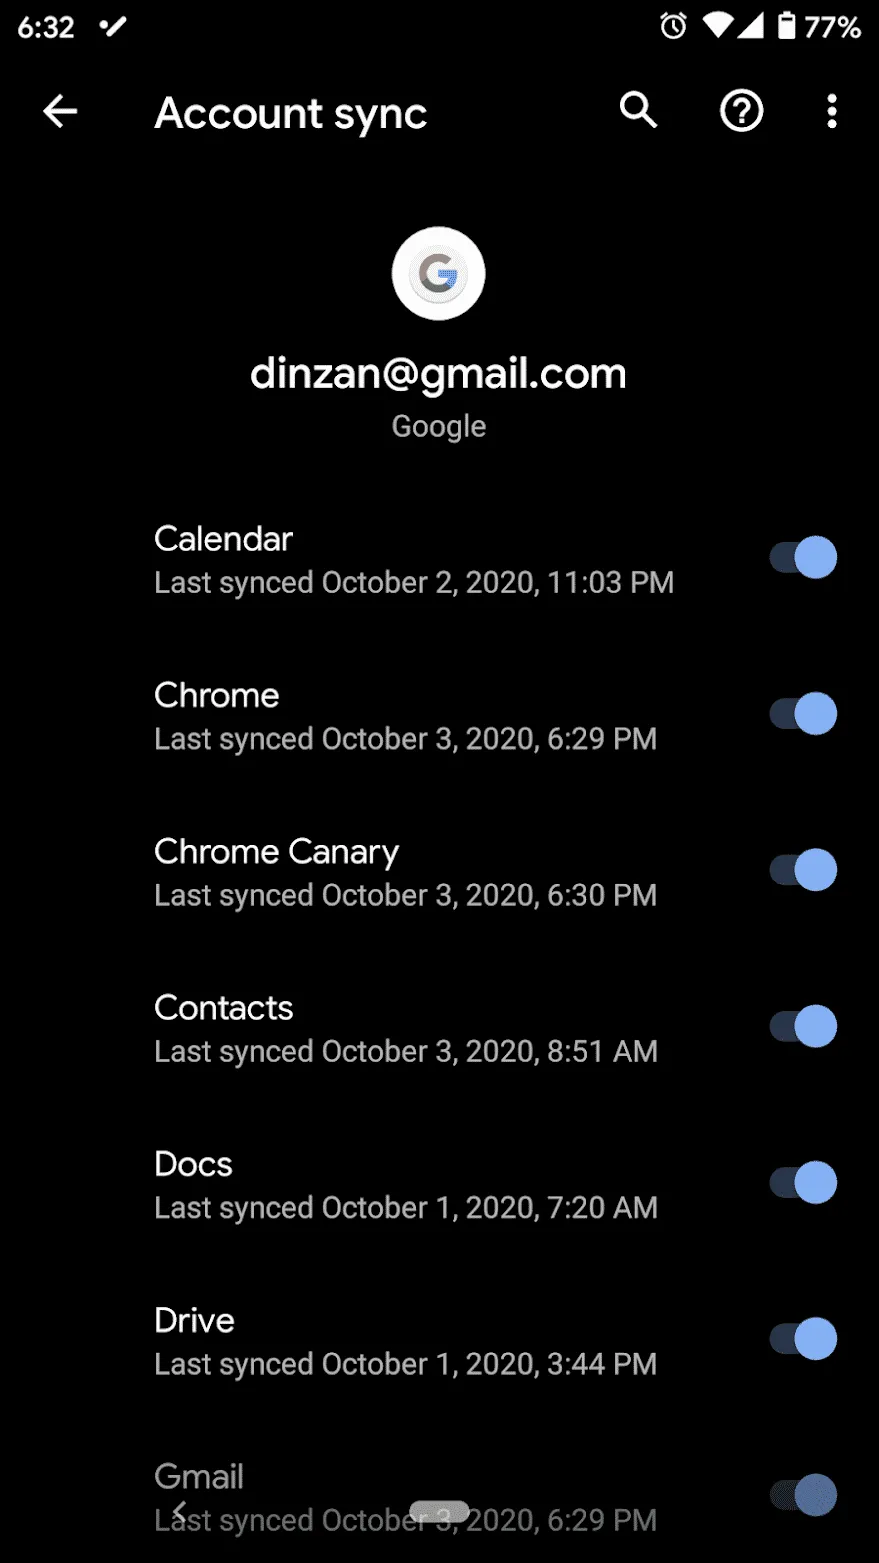 6:32
77%
Account sync
G
dinzan@gmail.com
Google
Calendar
Last synced October 2, 2020, 11:03 PM
Chrome
Last synced October 3, 2020, 6:29 PM
Chrome Canary
Last synced October 3, 2020, 6:30 PM
Contacts
Last synced October 3, 2020, 8:51 AM
Docs
Last synced October 1, 2020, 7:20 AM
Drive
Last synced October 1, 2020, 3:44 PM
Gmail
Last synced October 3, 2020, 6:29 PM